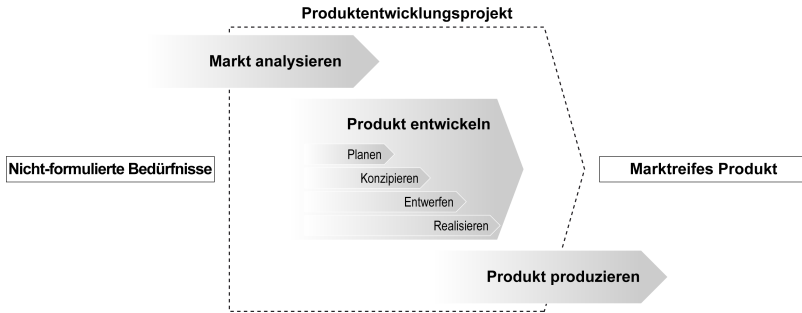 Produktentwicklungsprojekt
Markt analysieren
Produkt entwickeln
Planen
Nicht-formulierte Bedürfnisse
Marktreifes Produkt
Konzipieren
Entwerfen
Realisieren
Produkt produzieren